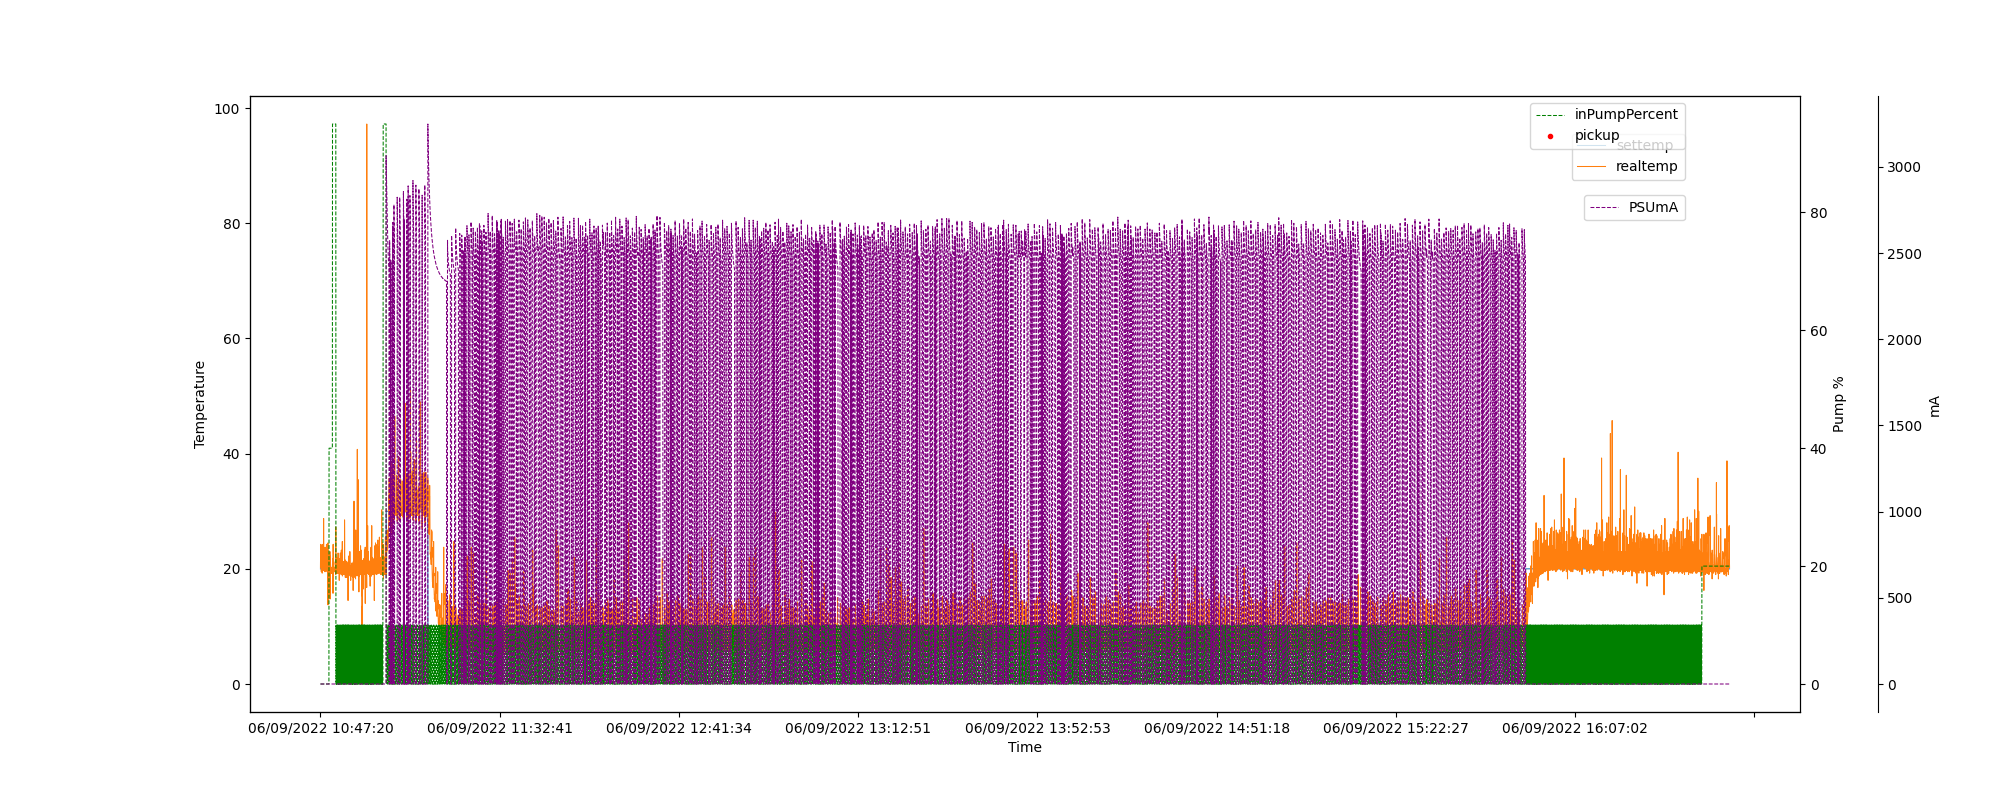 100
80
60
40
20
0
Temperature
inPumpPercent
pickup
settemp
realtemp
PSUmA
80
60
40
20
0
Pump %
3000
2500
2000
1500
1000
500
0
mA
06/09/2022 10:47:20
06/09/2022 11:32:41
06/09/2022 12:41:34
06/09/2022 13:12:51
06/09/2022 13:52:53
06/09/2022 14:51:18
06/09/2022 15:22:27
06/09/2022 16:07:02
Time